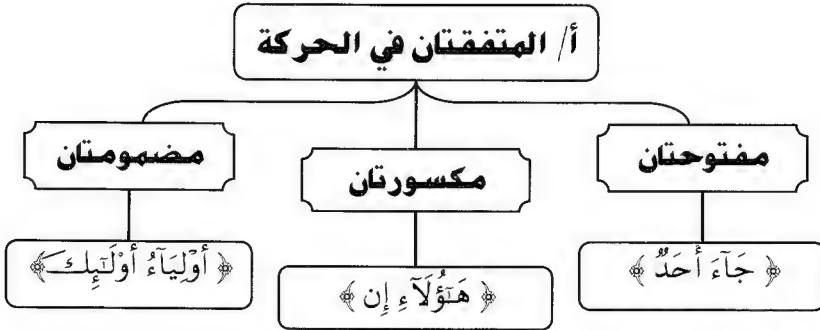 أ/ المتفقتان في الحركة
مفتوحتان
مكسورتان
مضمومتان
﴿ جَآءَ أَحَدٌ ﴾
﴿ هَـٰٓؤُلَآءِ إِن ﴾
﴿ أَوْلِيَآءُ أُوْلَـٰٓئِكَ ﴾